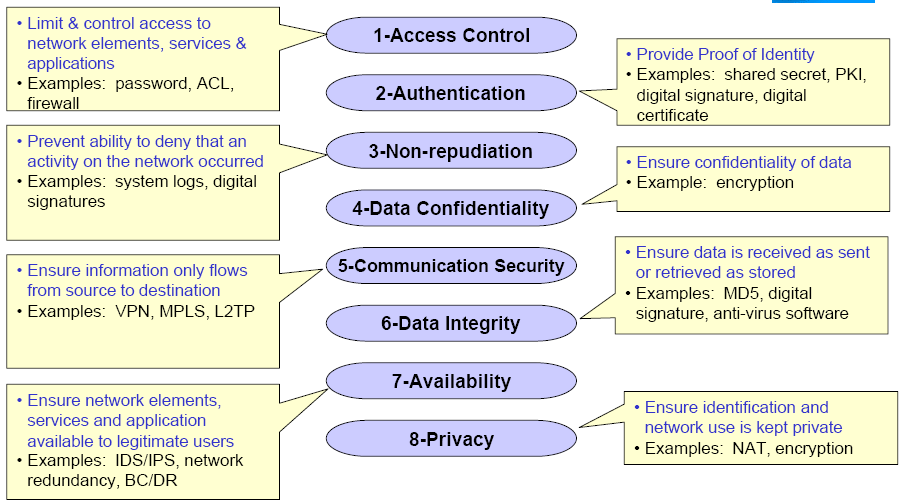 • Limit & control access to
network elements, services &
applications
• Examples: password, ACL,
firewall
1-Access Control
2-Authentication
• Provide Proof of Identity
• Examples: shared secret, PKI,
digital signature, digital
certificate
• Prevent ability to deny that an
activity on the network occurred
• Examples: system logs, digital
signatures
3-Non-repudiation
4-Data Confidentiality
• Ensure confidentiality of data
• Example: encryption
• Ensure information only flows
from source to destination
• Examples: VPN, MPLS, L2TP
5-Communication Security
6-Data Integrity
• Ensure data is received as sent
or retrieved as stored
• Examples: MD5, digital
signature, anti-virus software
• Ensure network elements,
services and application
available to legitimate users
• Examples: IDS/IPS, network
redundancy, BC/DR
7-Availability
8-Privacy
• Ensure identification and
network use is kept private
• Examples: NAT, encryption